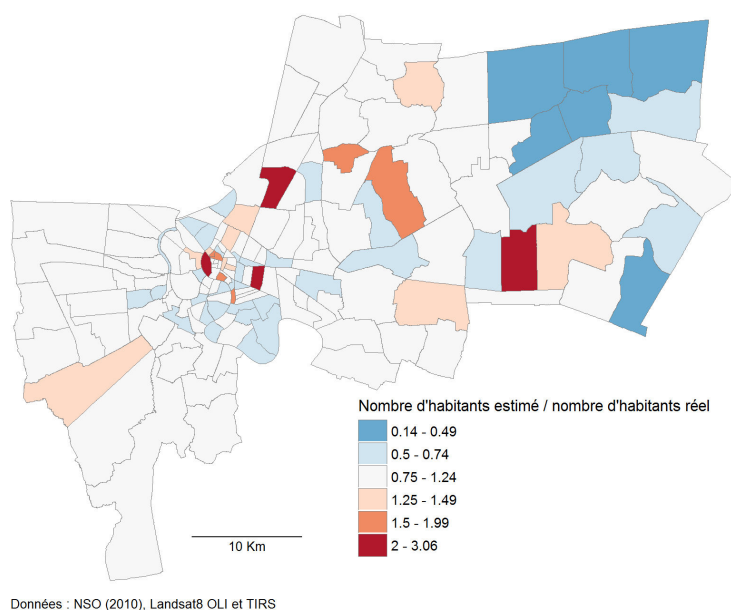 Nombre d'habitants estimé / nombre d'habitants réel
0.14 - 0.49
0.5 - 0.74
0.75 - 1.24
1.25 - 1.49
1.5 - 1.99
2 - 3.06
10 Km
Données : NSO (2010), Landsat8 OLI et TIRS